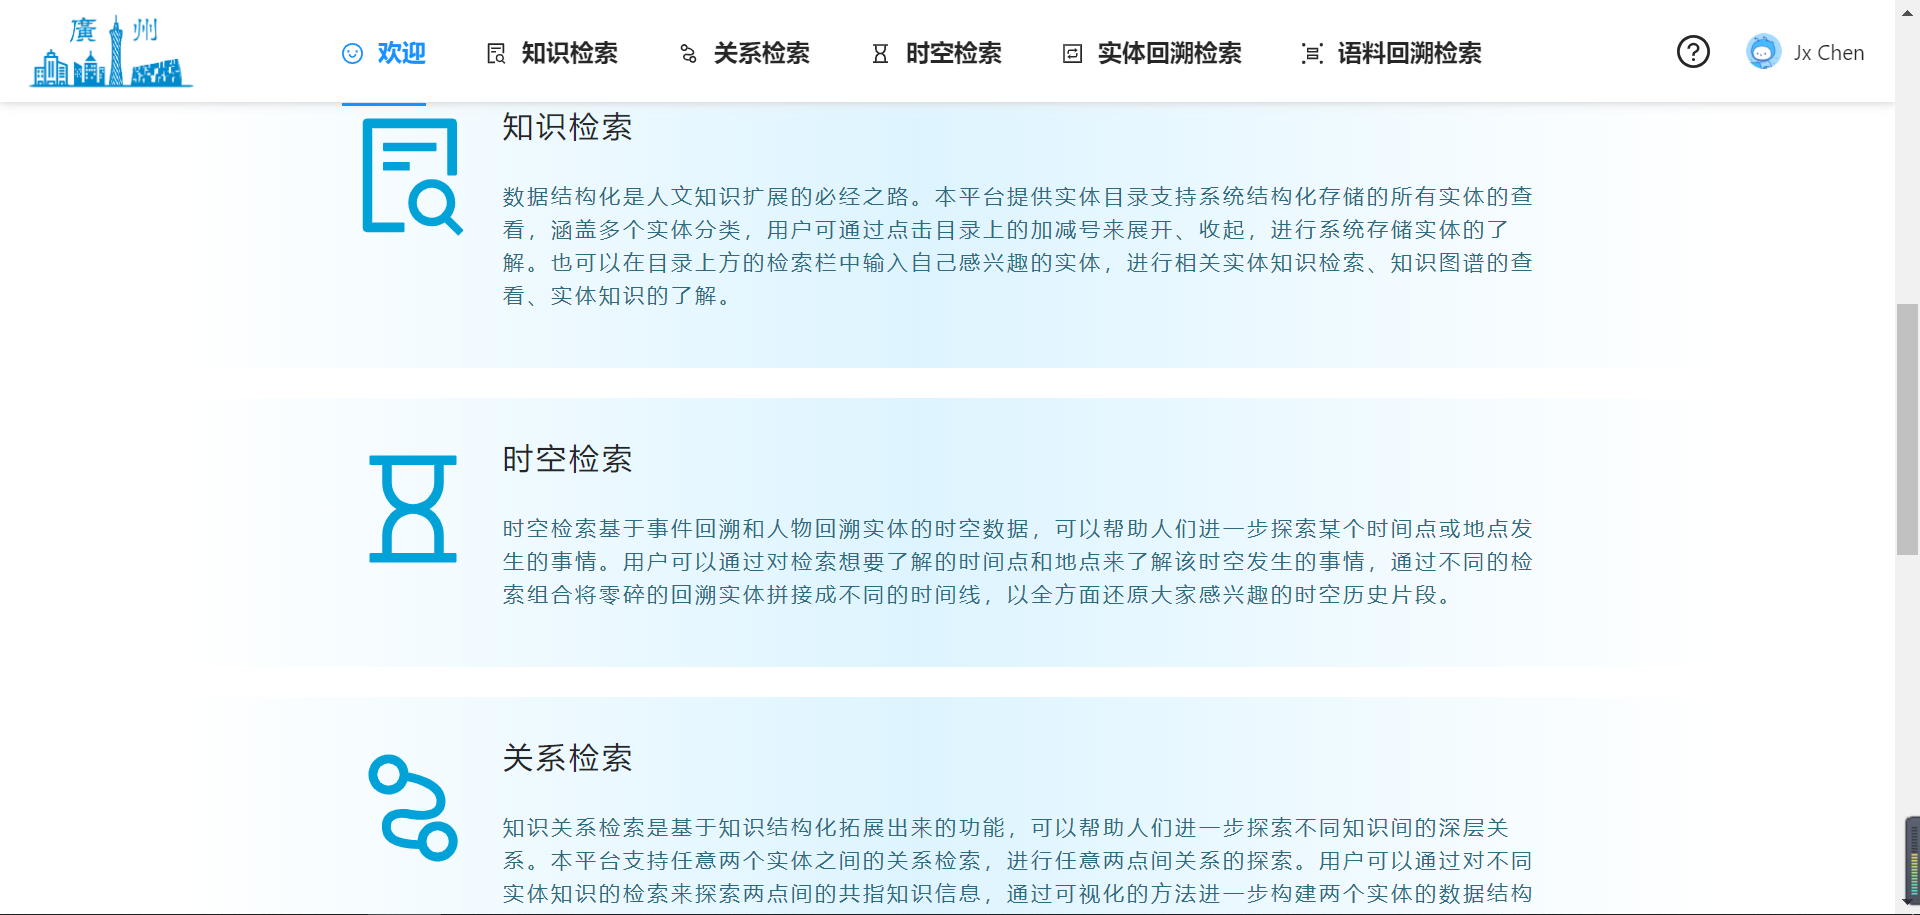 廣州
欢迎 知识检索 关系检索 时空检索 实体回溯检索 语料回溯检索 Jx Chen
知识检索
数据结构化是人文知识扩展的必经之路。本平台提供实体目录支持系统结构化存储的所有实体的查
看，涵盖多个实体分类，用户可通过点击目录上的加减号来展开、收起，进行系统存储实体的了
解。也可以在目录上方的检索栏中输入自己感兴趣的实体，进行相关实体知识检索、知识图谱的查
看、实体知识的了解。
时空检索
时空检索基于事件回溯和人物回溯实体的时空数据，可以帮助人们进一步探索某个时间点或地点发
生的事情。用户可以通过对检索想要了解的时间点和地点来了解该时空发生的事情，通过不同的检
索组合将零碎的回溯实体拼接成不同的时间线，以全方面还原大家感兴趣的时空历史片段。
关系检索
知识关系检索是基于知识结构化拓展出来的功能，可以帮助人们进一步探索不同知识间的深层关
系。本平台支持任意两个实体之间的关系检索，进行任意两点间关系的探索。用户可以通过对不同
实体知识的检索来探索两点间的共指知识信息，通过可视化的方法进一步构建两个实体的数据结构